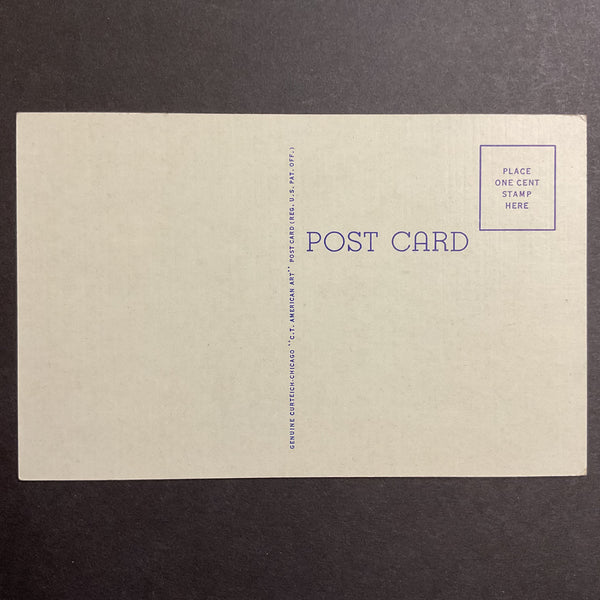 GENUINE CURTEICH-CHICAGO "C.T. AMERICAN ART" POST CARD (REG. U.S. PAT. OFF.)
POST CARD
PLACE
ONE CENT
STAMP
HERE